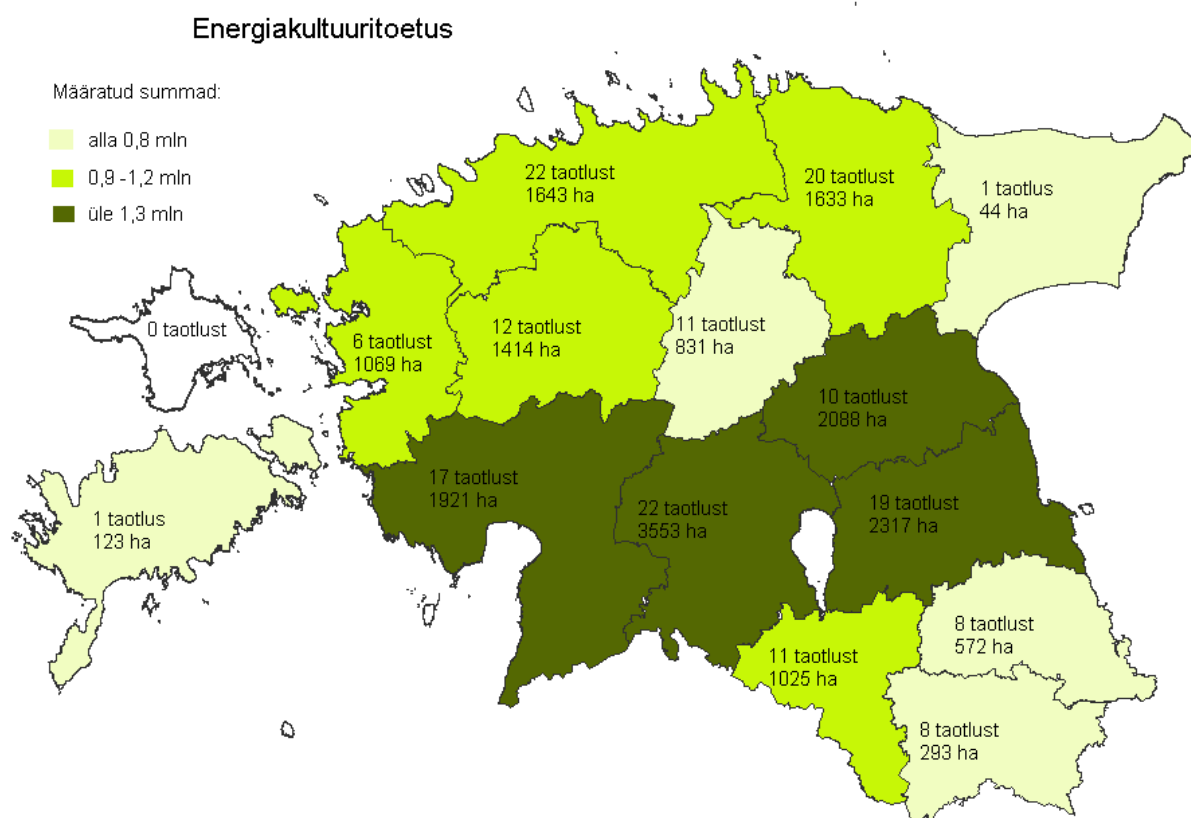 Energiakultuuritoetus
Määratud summad:
alla 0,8 mln
0,9 -1,2 mln
üle 1,3 mln
22 taotlust
1643 ha
20 taotlust
1633 ha
1 taotlus
44 ha
0 taotlust
6 taotlust
1069 ha
12 taotlust
1414 ha
11 taotlust
831 ha
10 taotlust
2088 ha
17 taotlust
1921 ha
22 taotlust
3553 ha
19 taotlust
2317 ha
1 taotlus
123 ha
11 taotlust
1025 ha
8 taotlust
572 ha
8 taotlust
293 ha